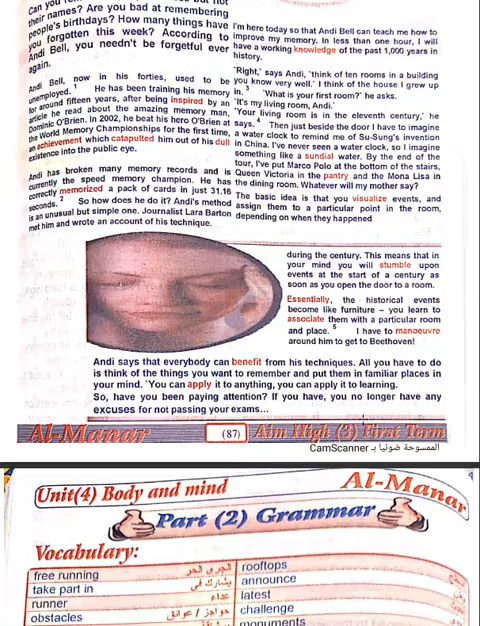 Can you
their names? Are you bad at remembering
people's birthdays? How many things have
you forgotten this week? According to
Andi Bell, you needn't be forgetful ever
again.
Andi Bell, now in his forties, used to be
unemployed. 1 He has been training his memory
for around fifteen years, after being inspired by an
article he read about the amazing memory man,
Dominic O'Brien. In 2002, he beat his hero O'Brien at
the World Memory Championships for the first time,
an achievement which catapulted him out of his dull
existence into the public eye.
Andi has broken many memory records and is
currently the speed memory champion. He has
correctly memorized a pack of cards in just 31.16
seconds. 2 So how does he do it? Andi's method
is an unusual but simple one. Journalist Lara Barton
met him and wrote an account of his technique.
I'm here today so that Andi Bell can teach me how to
improve my memory. In less than one hour, I will
have a working knowledge of the past 1,000 years in
history.
'Right,' says Andi, 'think of ten rooms in a building
you know very well.' I think of the house I grew up
in. 3 'What is your first room?' he asks.
'It's my living room, Andi.'
'Your living room is in the eleventh century,' he
says. 4 Then just beside the door I have to imagine
a water clock to remind me of Su-Sung's invention
in China. I've never seen a water clock, so I imagine
something like a sundial water. By the end of the
tour, I've put Marco Polo at the bottom of the stairs,
Queen Victoria in the pantry and the Mona Lisa in
the dining room. Whatever will my mother say?
The basic idea is that you visualize events, and
assign them to a particular point in the room,
depending on when they happened
during the century. This means that in
your mind you will stumble upon
events at the start of a century as
soon as you open the door to a room.
Essentially, the historical events
become like furniture – you learn to
associate them with a particular room
and place. 5 I have to manoeuvre
around him to get to Beethoven!
Andi says that everybody can benefit from his techniques. All you have to do
is think of the things you want to remember and put them in familiar places in
your mind. 'You can apply it to anything, you can apply it to learning.
So, have you been paying attention? If you have, you no longer have any
excuses for not passing your exams...
Al-Manar (87) Aim High (3) First Term
الممسوحة ضوئيا بـ CamScanner
Unit(4) Body and mind Al-Manar
Part (2) Grammar
Vocabulary:
free running الجري الحر rooftops
take part in يشارك في announce
runner عداء latest
obstacles حواجز / عوائق challenge
monuments